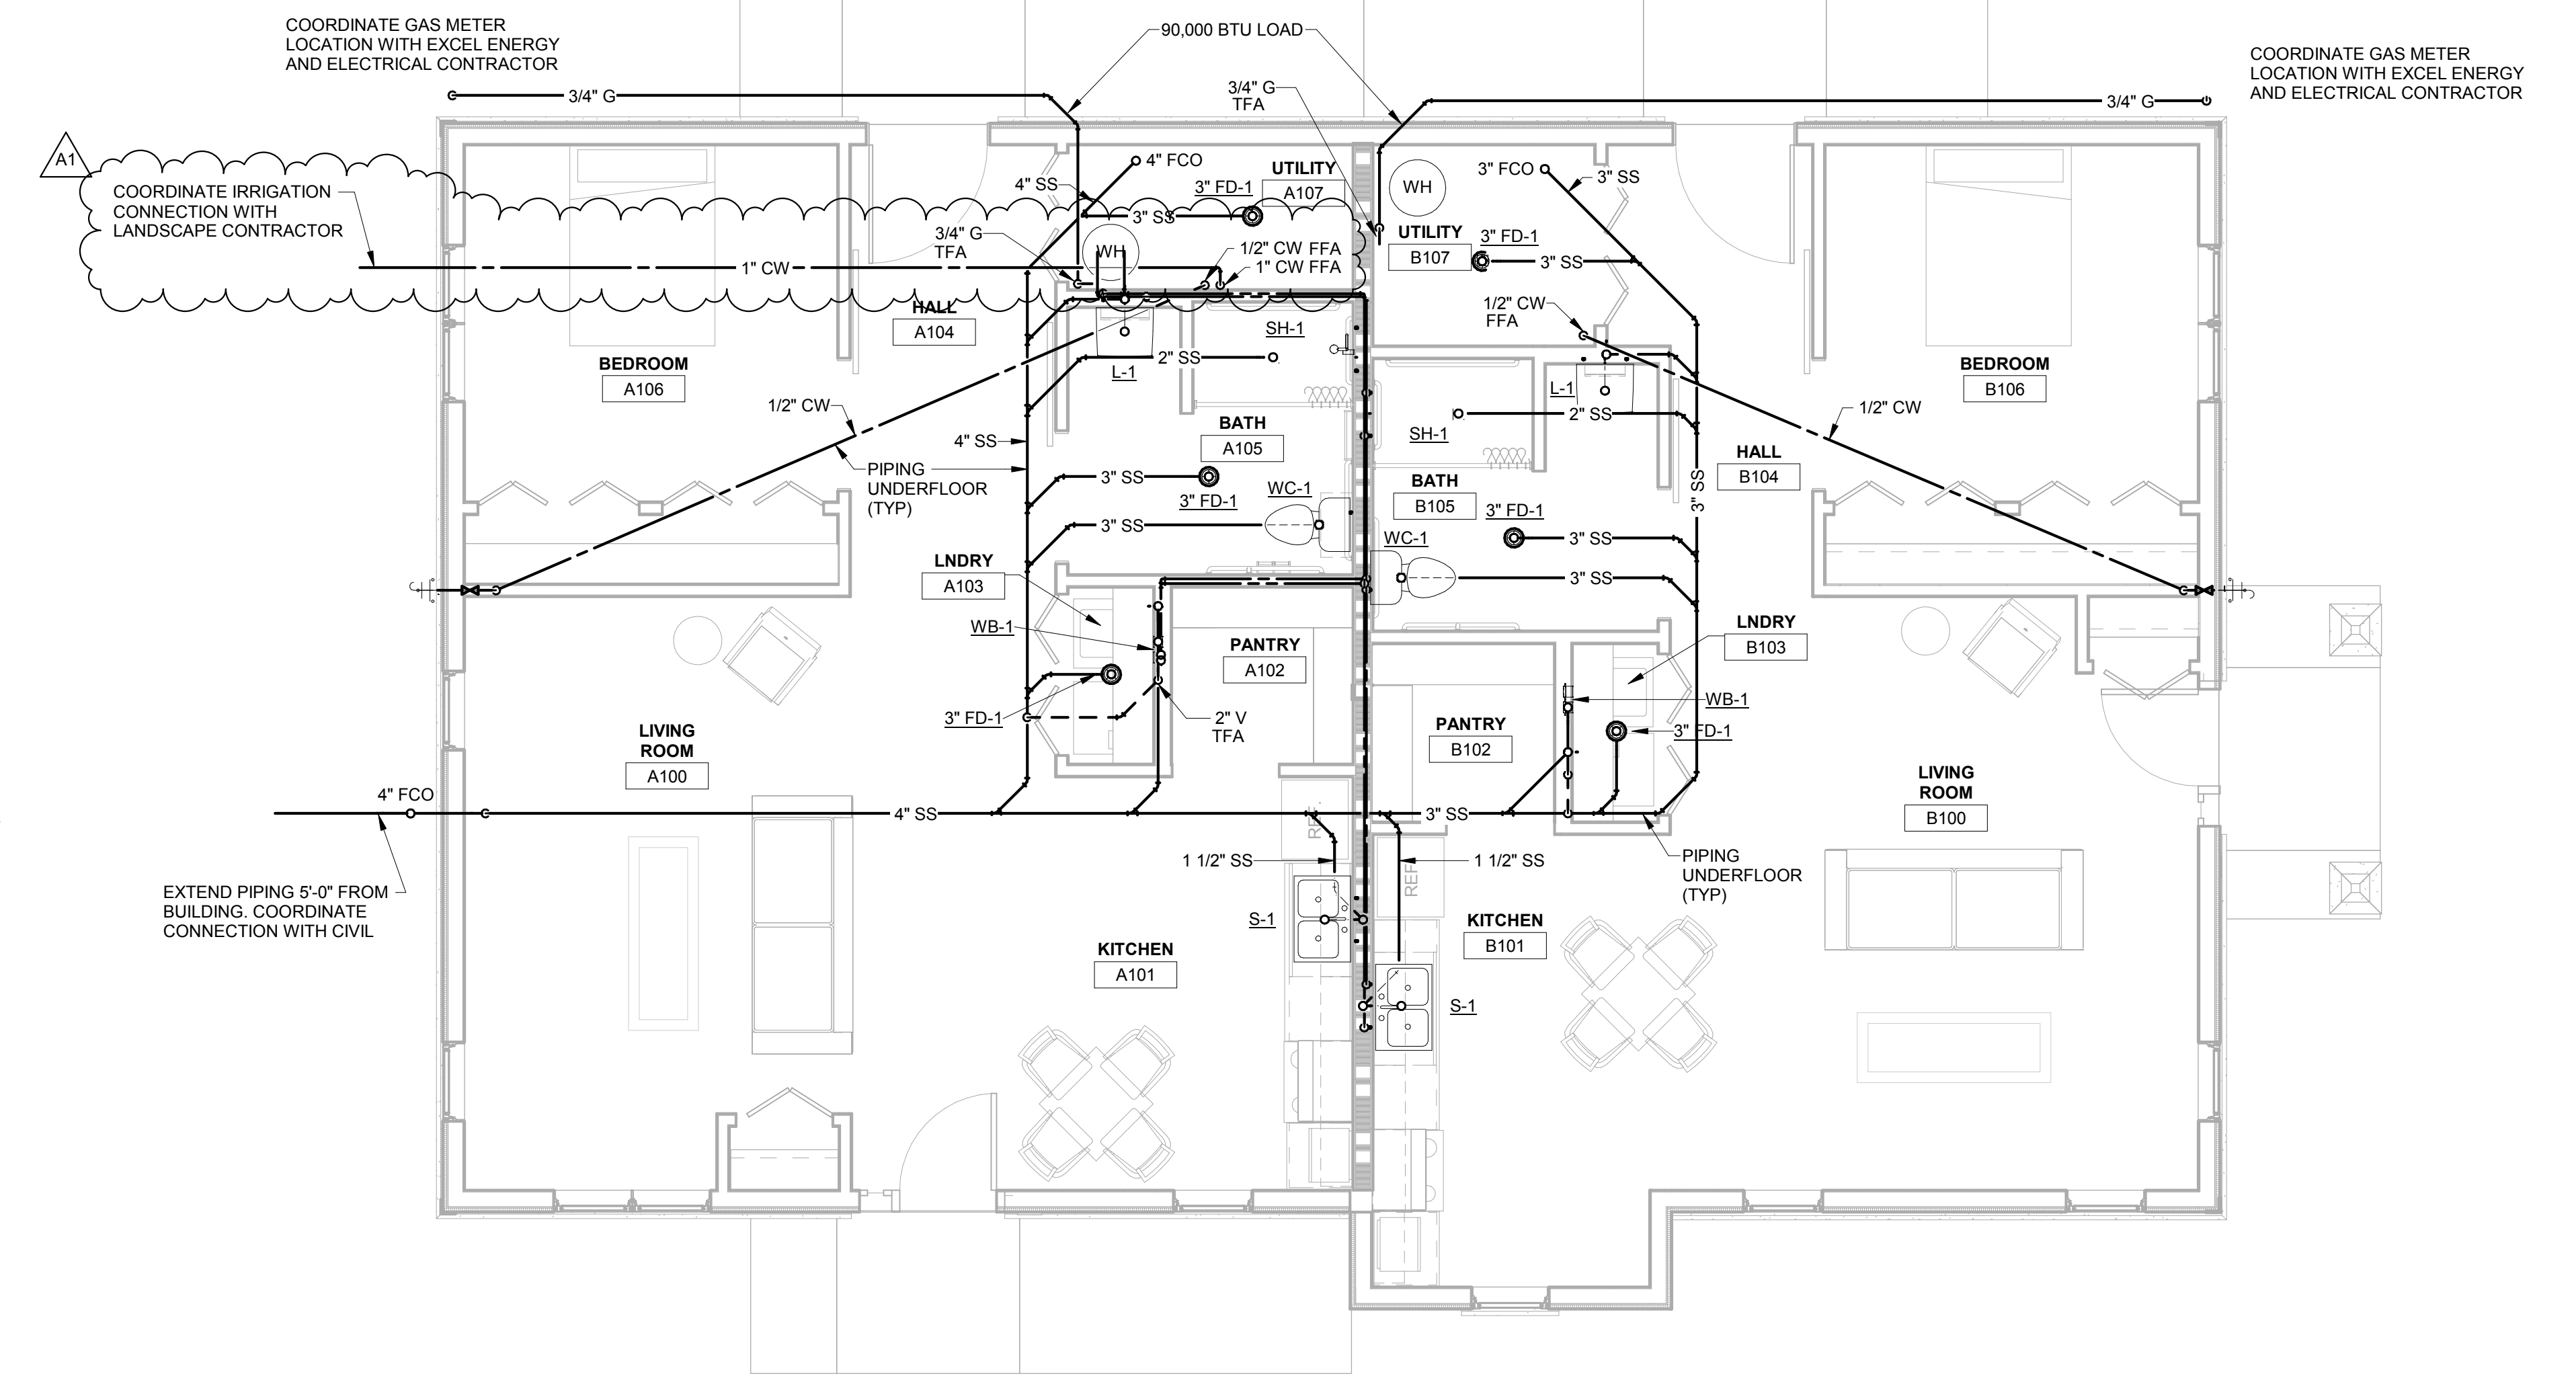 COORDINATE GAS METER
LOCATION WITH EXCEL ENERGY
AND ELECTRICAL CONTRACTOR
90,000 BTU LOAD
COORDINATE GAS METER
LOCATION WITH EXCEL ENERGY
AND ELECTRICAL CONTRACTOR
3/4" G
3/4" G
TFA
3/4" G
A1
COORDINATE IRRIGATION
CONNECTION WITH
LANDSCAPE CONTRACTOR
4" FCO
4" SS
3" FD-1
UTILITY
A107
3" SS
WH
3" FCO
3" SS
3/4" G
TFA
WH
1/2" CW FFA
1" CW FFA
1" CW
UTILITY
B107
3" FD-1
3" SS
HALL
A104
1/2" CW
FFA
SH-1
BEDROOM
A106
2" SS
L-1
L-1
BEDROOM
B106
1/2" CW
2" SS
1/2" CW
BATH
A105
4" SS
SH-1
HALL
B104
PIPING
UNDERFLOOR
(TYP)
3" SS
3" FD-1
WC-1
BATH
B105
3" SS
3" FD-1
3" SS
WC-1
3" SS
3" SS
LNDRY
A103
WB-1
PANTRY
A102
LNDRY
B103
WB-1
3" FD-1
2" V
TFA
PANTRY
B102
3" FD-1
LIVING
ROOM
A100
LIVING
ROOM
B100
4" FCO
4" SS
REF.
3" SS
1 1/2" SS
REF.
1 1/2" SS
PIPING
UNDERFLOOR
(TYP)
EXTEND PIPING 5'-0" FROM
BUILDING. COORDINATE
CONNECTION WITH CIVIL
S-1
KITCHEN
A101
KITCHEN
B101
S-1